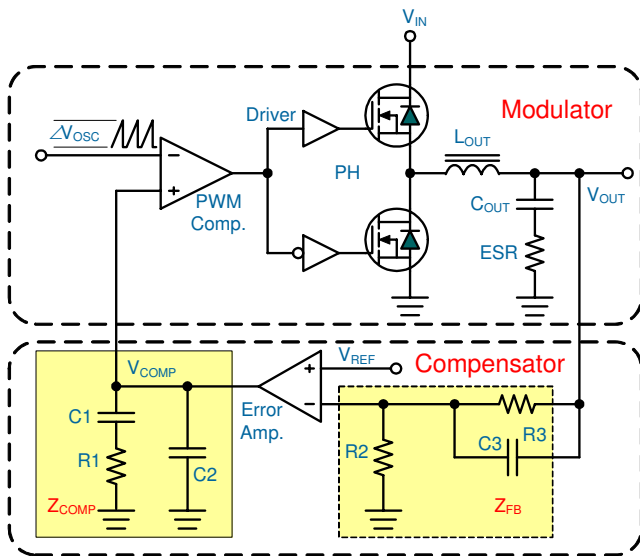 V_IN
Modulator
Driver
ΔV_OSC
L_OUT
−
+
PH
PWM
Comp.
C_OUT
V_OUT
ESR
V_COMP
V_REF
Compensator
+
−
Error
Amp.
C1
R1
C2
Z_COMP
R2
C3
R3
Z_FB